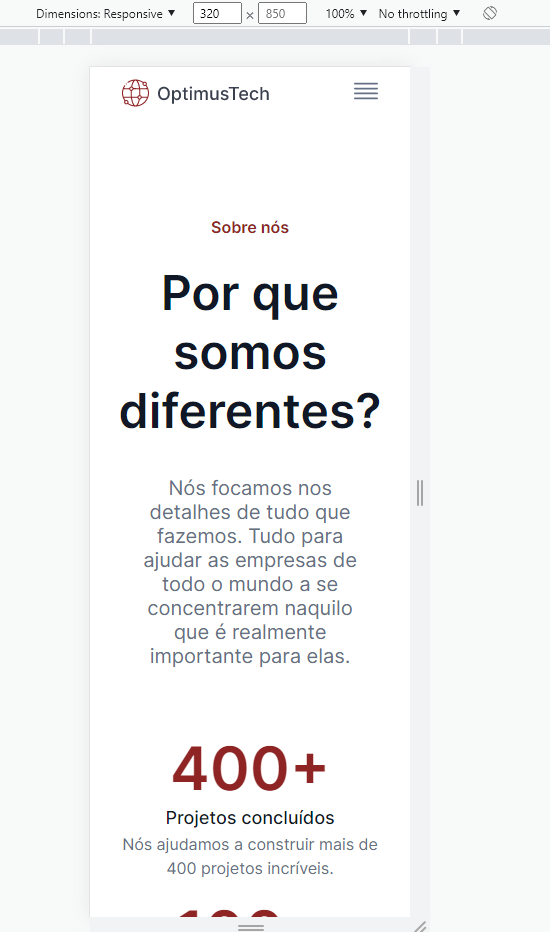 Dimensions: Responsive ▼ 320 × 850 100% ▼ No throttling ▼
OptimusTech
Sobre nós
Por que
somos
diferentes?
Nós focamos nos
detalhes de tudo que
fazemos. Tudo para
ajudar as empresas de
todo o mundo a se
concentrarem naquilo
que é realmente
importante para elas.
400+
Projetos concluídos
Nós ajudamos a construir mais de
400 projetos incríveis.